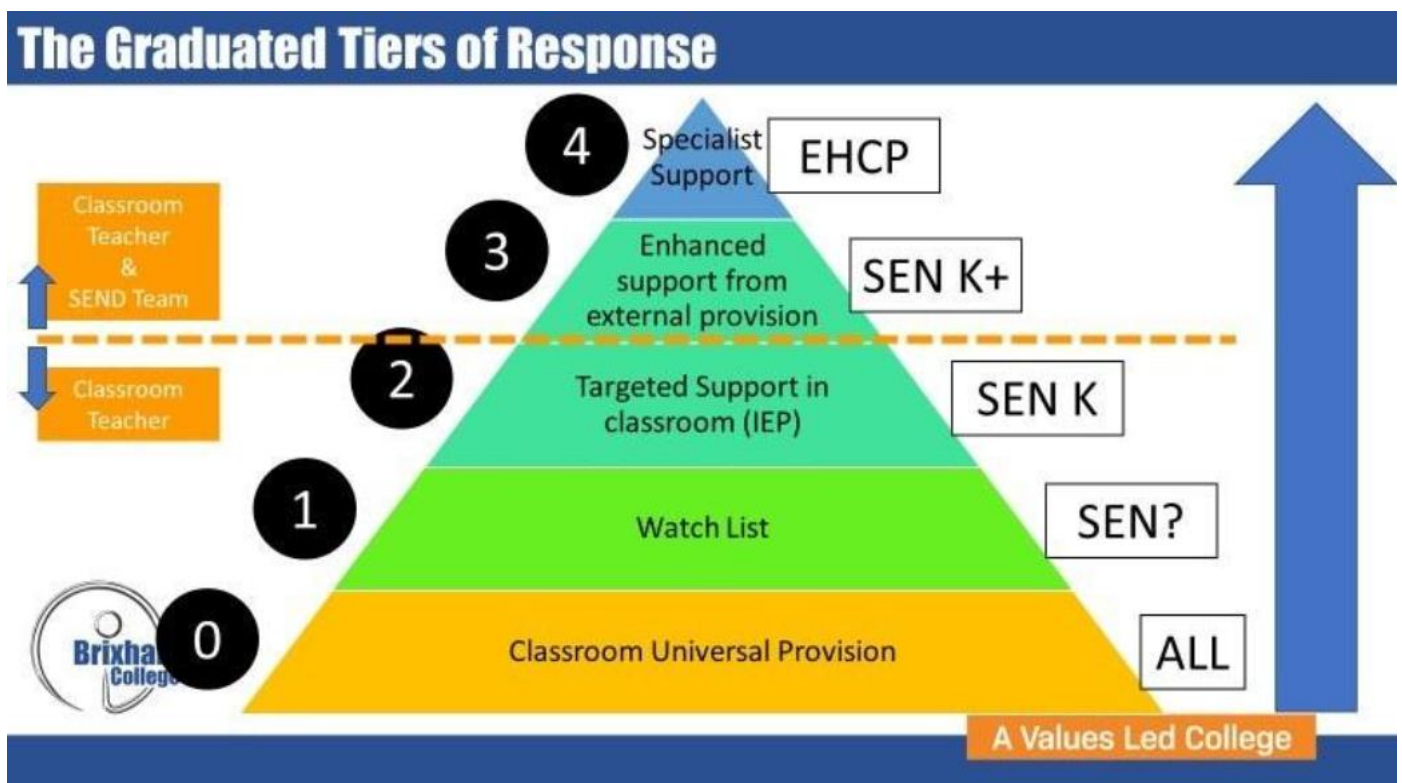 The Graduated Tiers of Response
4
Specialist
Support
EHCP
Classroom
Teacher
&
SEND Team
3
Enhanced
support from
external provision
SEN K+
2
Classroom
Teacher
Targeted Support in
classroom (IEP)
SEN K
1
Watch List
SEN?
0
Brixha
College
Classroom Universal Provision
ALL
A Values Led College